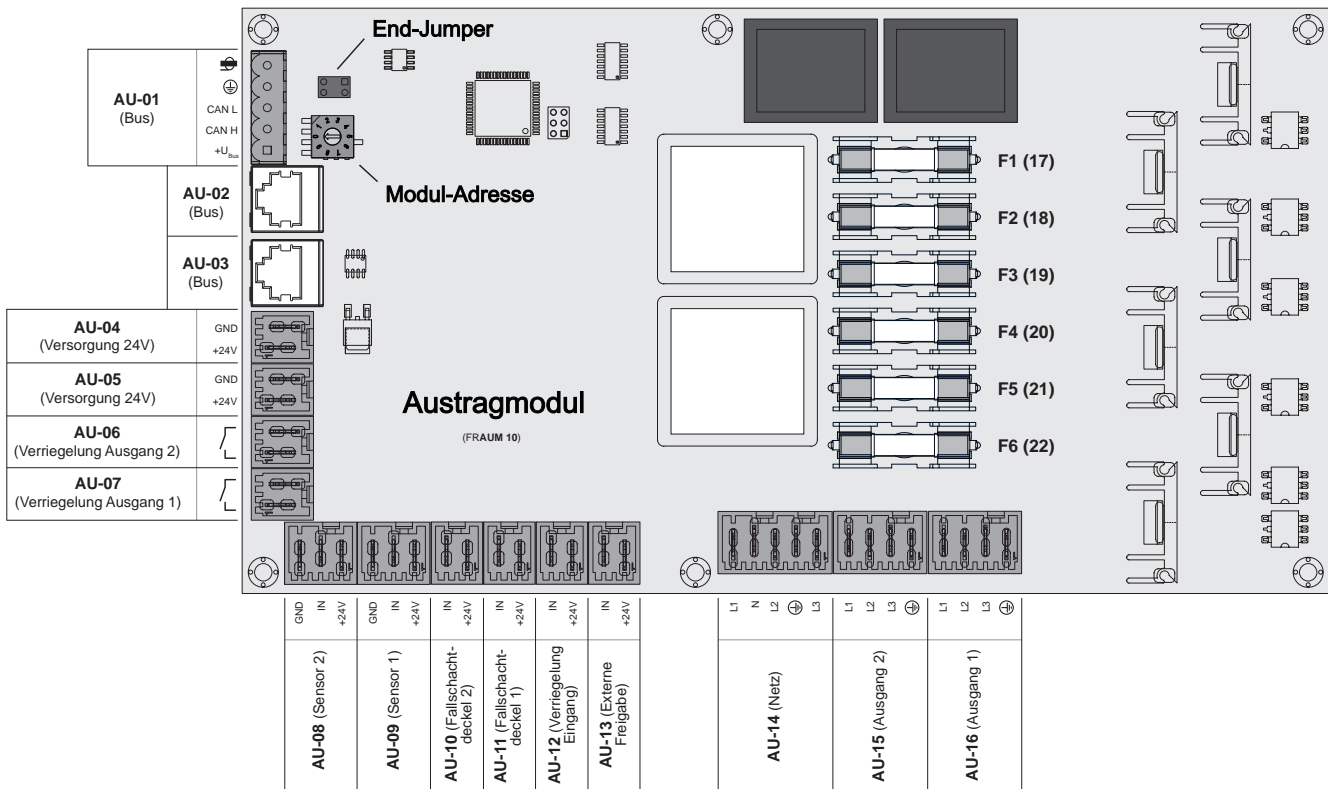 End-Jumper
AU-01
(Bus)
CAN L
CAN H
+U Bus
AU-02
(Bus)
Modul-Adresse
AU-03
(Bus)
AU-04
(Versorgung 24V)
GND
+24V
AU-05
(Versorgung 24V)
GND
+24V
AU-06
(Verriegelung Ausgang 2)
AU-07
(Verriegelung Ausgang 1)
Austragmodul
(FRAUM 10)
F1 (17)
F2 (18)
F3 (19)
F4 (20)
F5 (21)
F6 (22)
GND
IN
+24V
GND
IN
+24V
IN
+24V
IN
+24V
IN
+24V
IN
+24V
L1
N
L2
L3
L1
L2
L3
L1
L2
L3
AU-08 (Sensor 2)
AU-09 (Sensor 1)
AU-10 (Fallschacht-
deckel 2)
AU-11 (Fallschacht-
deckel 1)
AU-12 (Verriegelung
Eingang)
AU-13 (Externe
Freigabe)
AU-14 (Netz)
AU-15 (Ausgang 2)
AU-16 (Ausgang 1)